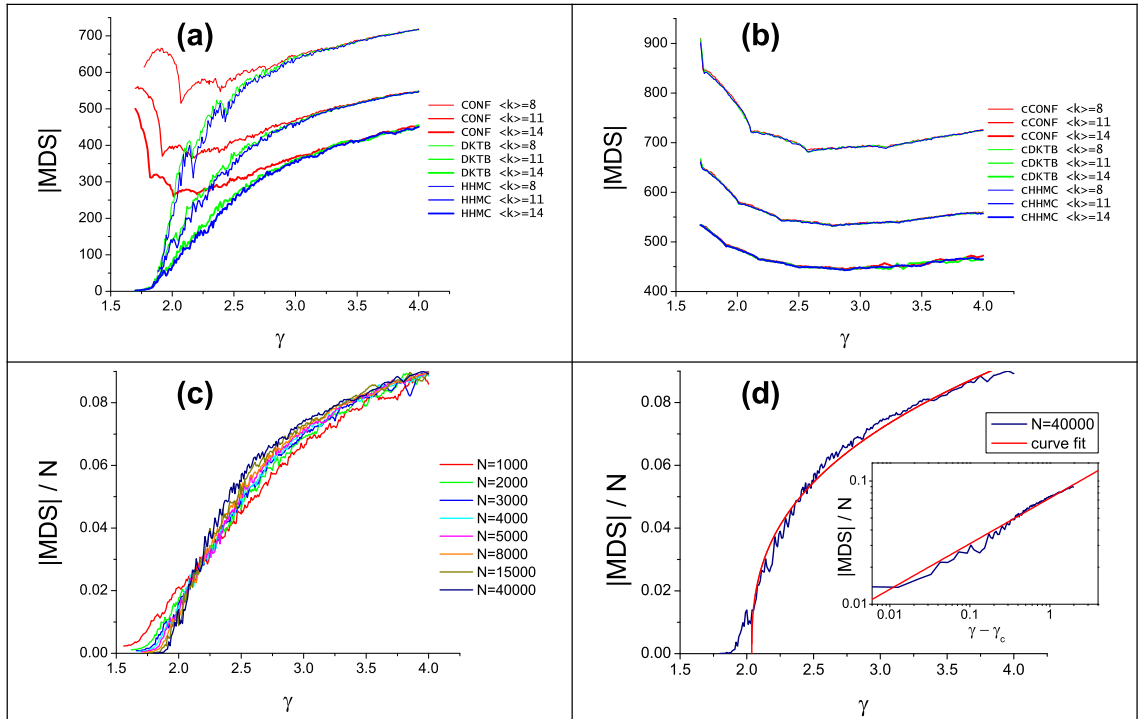 (a)
|MDS|
700
600
500
400
300
200
100
0
1.5
2.0
2.5
3.0
3.5
4.0
γ
CONF <k>=8
CONF <k>=11
CONF <k>=14
DKTB <k>=8
DKTB <k>=11
DKTB <k>=14
HHMC <k>=8
HHMC <k>=11
HHMC <k>=14
(b)
|MDS|
900
800
700
600
500
400
1.5
2.0
2.5
3.0
3.5
4.0
γ
cCONF <k>=8
cCONF <k>=11
cCONF <k>=14
cDKTB <k>=8
cDKTB <k>=11
cDKTB <k>=14
cHHMC <k>=8
cHHMC <k>=11
cHHMC <k>=14
(c)
|MDS| / N
0.08
0.06
0.04
0.02
0.00
1.5
2.0
2.5
3.0
3.5
4.0
γ
N=1000
N=2000
N=3000
N=4000
N=5000
N=8000
N=15000
N=40000
(d)
|MDS| / N
0.08
0.06
0.04
0.02
0.00
1.5
2.0
2.5
3.0
3.5
4.0
γ
N=40000
curve fit
|MDS| / N
0.1
0.01
0.01
0.1
1
γ − γc